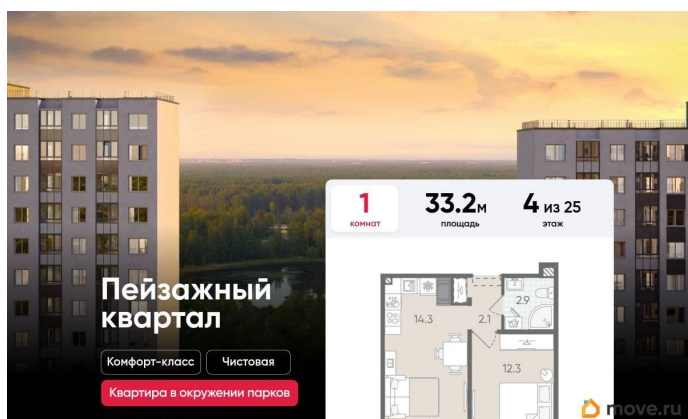 1
комнат
33.2м
площадь
4 из 25
этаж
Пейзажный
квартал
Комфорт-класс
Чистовая
Квартира в окружении парков
14.3
2.1
2.9
12.3
move.ru